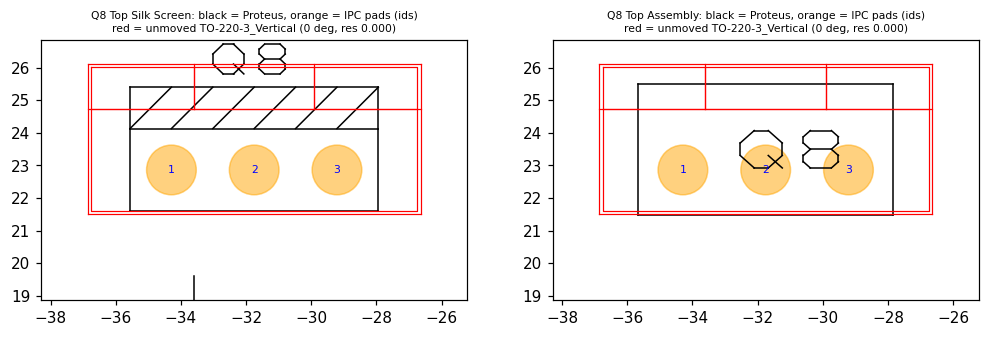 Q8 Top Silk Screen: black = Proteus, orange = IPC pads (ids)
red = unmoved TO-220-3_Vertical (0 deg, res 0.000)
Q8
26
25
24
23
22
21
20
19
1 2 3
−38 −36 −34 −32 −30 −28 −26
Q8 Top Assembly: black = Proteus, orange = IPC pads (ids)
red = unmoved TO-220-3_Vertical (0 deg, res 0.000)
26
25
24
23
22
21
20
19
Q8
1 2 3
−38 −36 −34 −32 −30 −28 −26